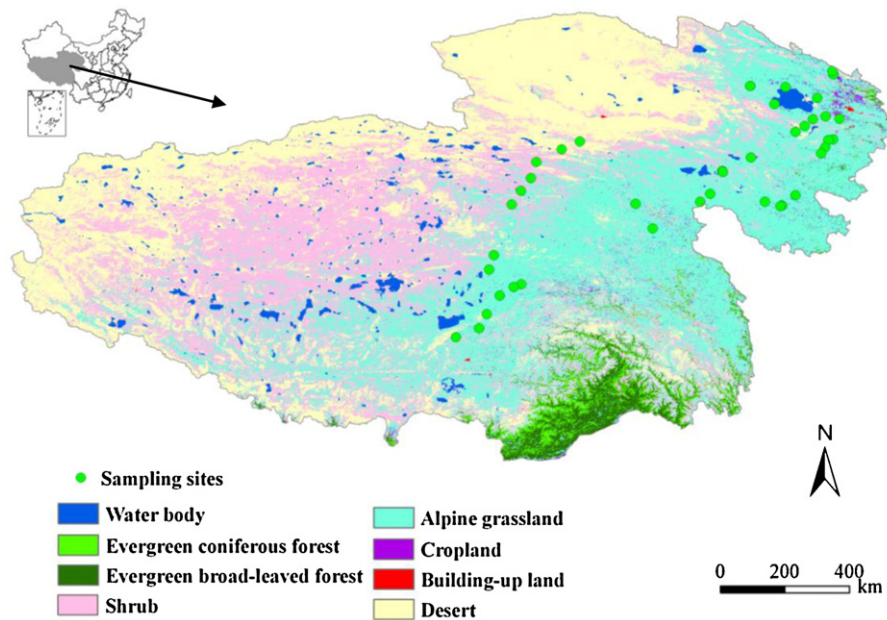 N
Sampling sites
Water body
Evergreen coniferous forest
Evergreen broad-leaved forest
Shrub
Alpine grassland
Cropland
Building-up land
Desert
0 200 400
km